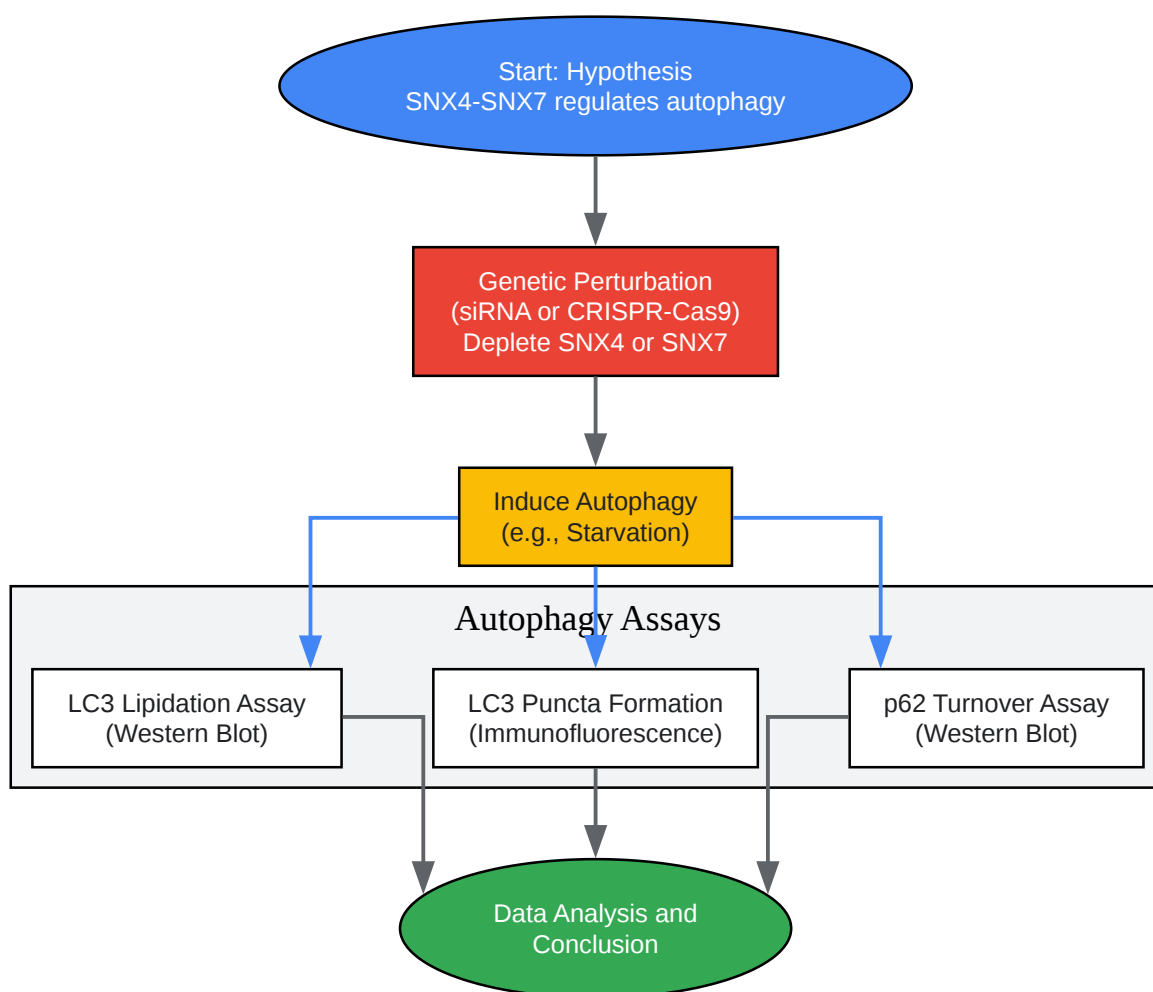 Start: Hypothesis
SNX4-SNX7 regulates autophagy
Genetic Perturbation
(siRNA or CRISPR-Cas9)
Deplete SNX4 or SNX7
Induce Autophagy
(e.g., Starvation)
Autophagy Assays
LC3 Lipidation Assay
(Western Blot)
LC3 Puncta Formation
(Immunofluorescence)
p62 Turnover Assay
(Western Blot)
Data Analysis and
Conclusion